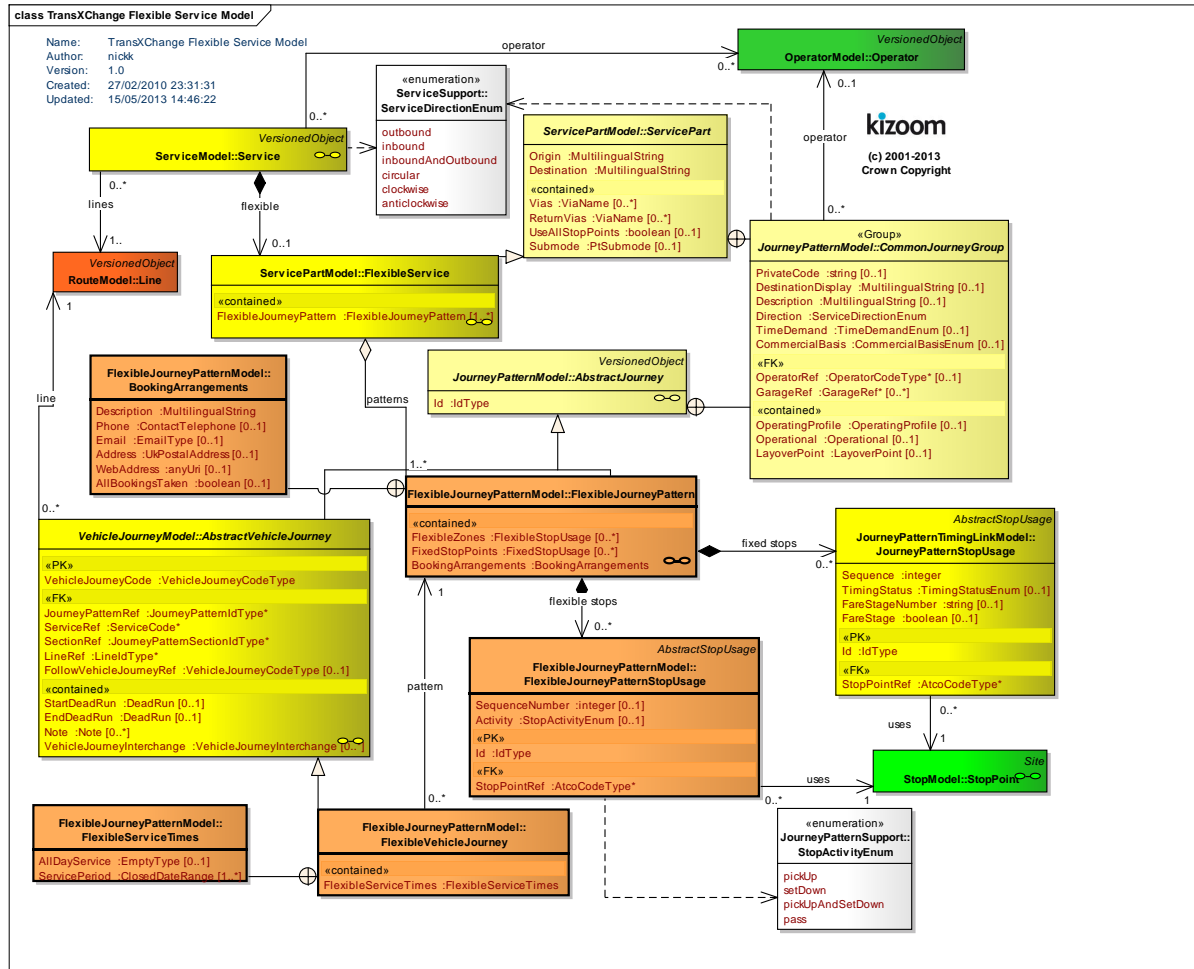 class TransXChange Flexible Service Model
Name: TransXChange Flexible Service Model
Author: nickk
Version: 1.0
Created: 27/02/2010 23:31:31
Updated: 15/05/2013 14:46:22
operator
0..*
0..*
VersionedObject
OperatorModel::Operator
0..1
operator
0..*
kizoom
(c) 2001-2013
Crown Copyright
«enumeration»
ServiceSupport::
ServiceDirectionEnum
outbound
inbound
inboundAndOutbound
circular
clockwise
anticlockwise
ServicePartModel::ServicePart
Origin :MultilingualString
Destination :MultilingualString
«contained»
Vias :ViaName [0..*]
ReturnVias :ViaName [0..*]
UseAllStopPoints :boolean [0..1]
Submode :PtSubmode [0..1]
VersionedObject
ServiceModel::Service
0..*
lines
1..
flexible
0..1
VersionedObject
RouteModel::Line
1
line
0..*
ServicePartModel::FlexibleService
«contained»
FlexibleJourneyPattern :FlexibleJourneyPattern [1..*]
patterns
1..*
«Group»
JourneyPatternModel::CommonJourneyGroup
PrivateCode :string [0..1]
DestinationDisplay :MultilingualString [0..1]
Description :MultilingualString [0..1]
Direction :ServiceDirectionEnum
TimeDemand :TimeDemandEnum [0..1]
CommercialBasis :CommercialBasisEnum [0..1]
«FK»
OperatorRef :OperatorCodeType* [0..1]
GarageRef :GarageRef* [0..*]
«contained»
OperatingProfile :OperatingProfile [0..1]
Operational :Operational [0..1]
LayoverPoint :LayoverPoint [0..1]
VersionedObject
JourneyPatternModel::AbstractJourney
Id :IdType
FlexibleJourneyPatternModel::
BookingArrangements
Description :MultilingualString
Phone :ContactTelephone [0..1]
Email :EmailType [0..1]
Address :UkPostalAddress[0..1]
WebAddress :anyUri [0..1]
AllBookingsTaken :boolean [0..1]
FlexibleJourneyPatternModel::FlexibleJourneyPattern
«contained»
FlexibleZones :FlexibleStopUsage [0..*]
FixedStopPoints :FixedStopUsage [0..*]
BookingArrangements :BookingArrangements
fixed stops
0..*
flexible stops
0..*
1
pattern
0..*
AbstractStopUsage
JourneyPatternTimingLinkModel::
JourneyPatternStopUsage
Sequence :integer
TimingStatus :TimingStatusEnum [0..1]
FareStageNumber :string [0..1]
FareStage :boolean [0..1]
«PK»
Id :IdType
«FK»
StopPointRef :AtcoCodeType*
0..*
uses
1
VehicleJourneyModel::AbstractVehicleJourney
«PK»
VehicleJourneyCode :VehicleJourneyCodeType
«FK»
JourneyPatternRef :JourneyPatternIdType*
ServiceRef :ServiceCode*
SectionRef :JourneyPatternSectionIdType*
LineRef :LineIdType*
FollowVehicleJourneyRef :VehicleJourneyCodeType [0..1]
«contained»
StartDeadRun :DeadRun [0..1]
EndDeadRun :DeadRun [0..1]
Note :Note [0..*]
VehicleJourneyInterchange :VehicleJourneyInterchange [0..*]
AbstractStopUsage
FlexibleJourneyPatternModel::
FlexibleJourneyPatternStopUsage
SequenceNumber :integer [0..1]
Activity :StopActivityEnum [0..1]
«PK»
Id :IdType
«FK»
StopPointRef :AtcoCodeType*
uses
0..*
1
Site
StopModel::StopPoint
FlexibleJourneyPatternModel::
FlexibleServiceTimes
AllDayService :EmptyType [0..1]
ServicePeriod :ClosedDateRange [1..*]
FlexibleJourneyPatternModel::
FlexibleVehicleJourney
«contained»
FlexibleServiceTimes :FlexibleServiceTimes
«enumeration»
JourneyPatternSupport::
StopActivityEnum
pickUp
setDown
pickUpAndSetDown
pass